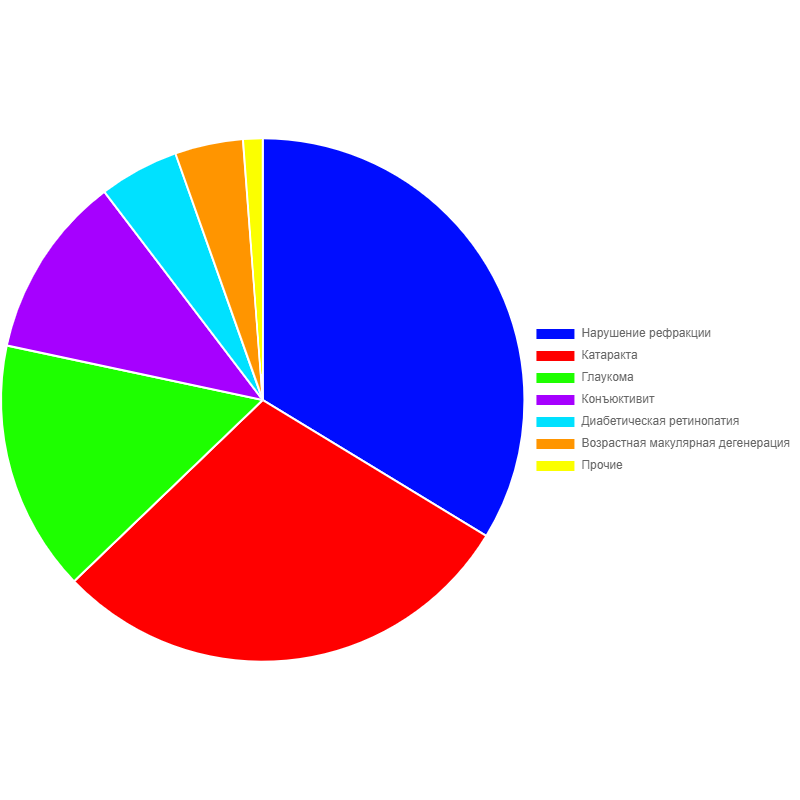 Нарушение рефракции
Катаракта
Глаукома
Конъюктивит
Диабетическая ретинопатия
Возрастная макулярная дегенерация
Прочие